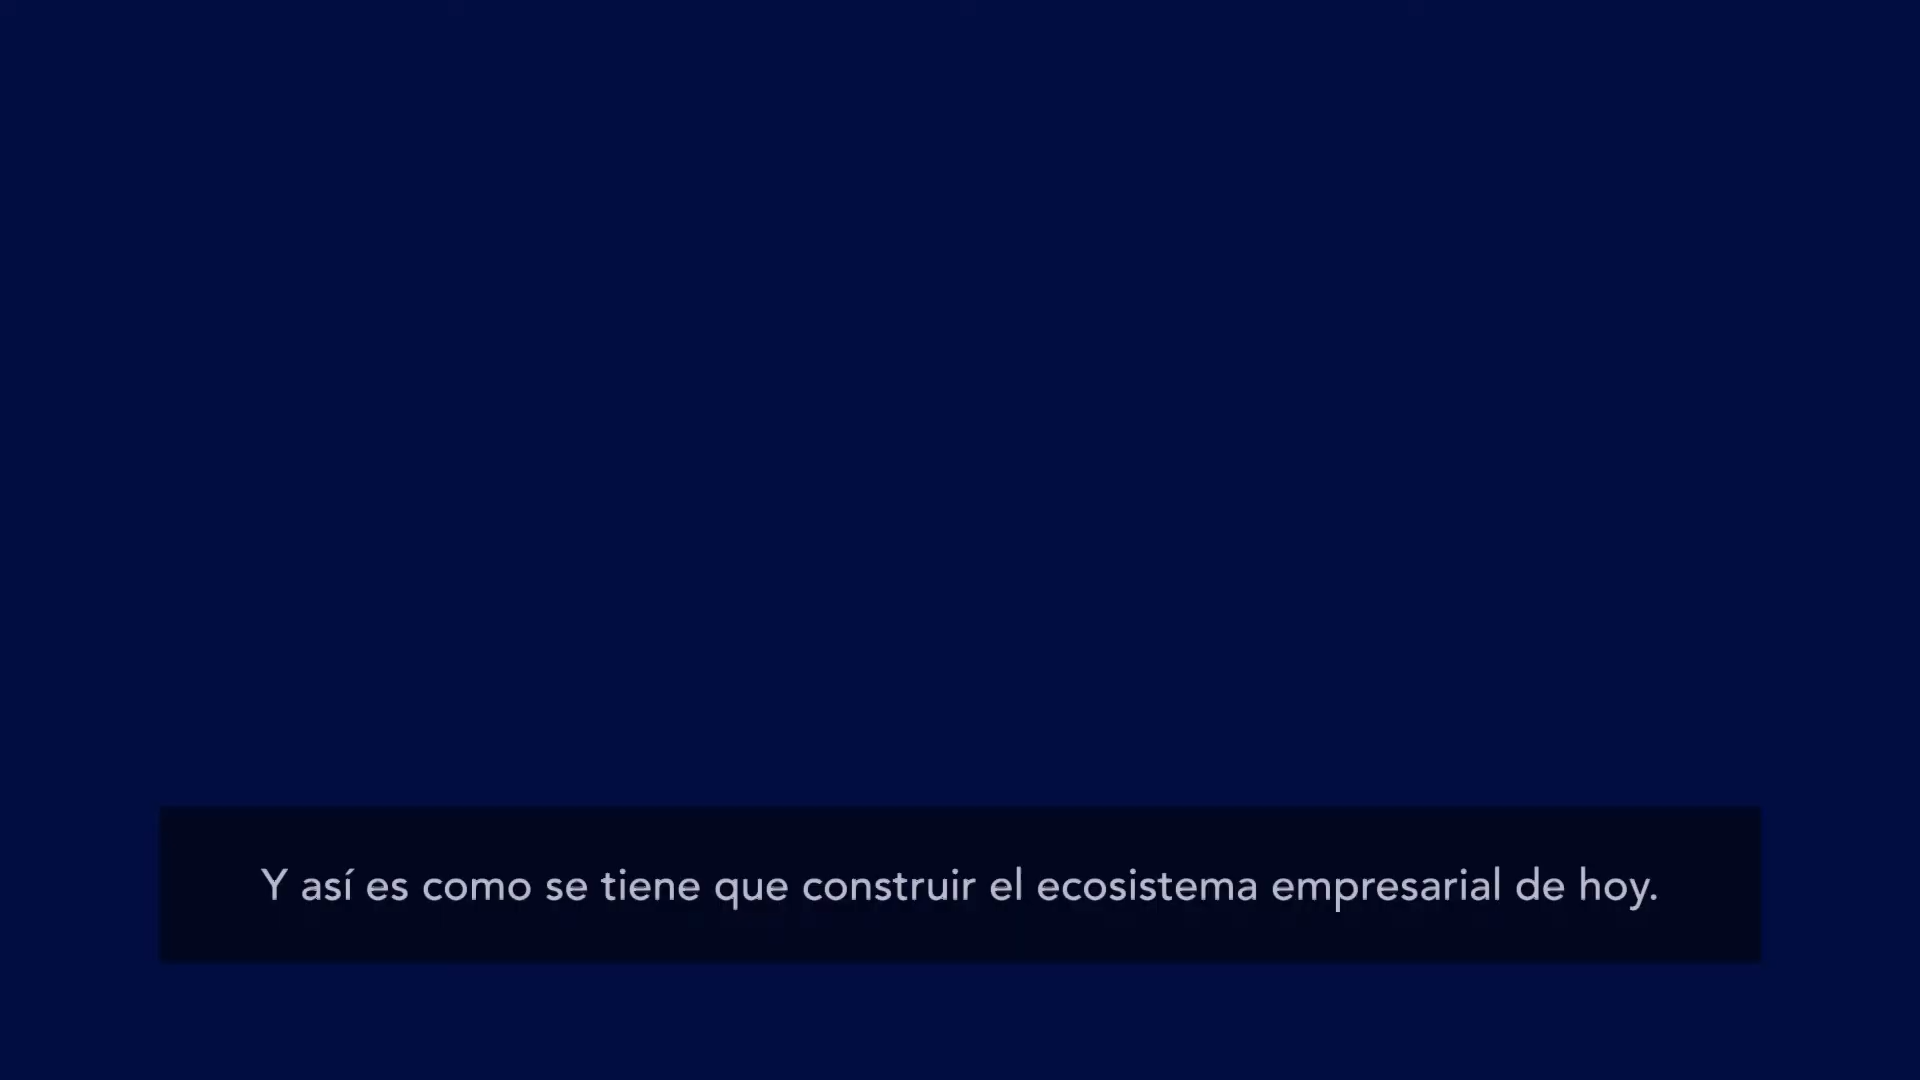 Y así es como se tiene que construir el ecosistema empresarial de hoy.